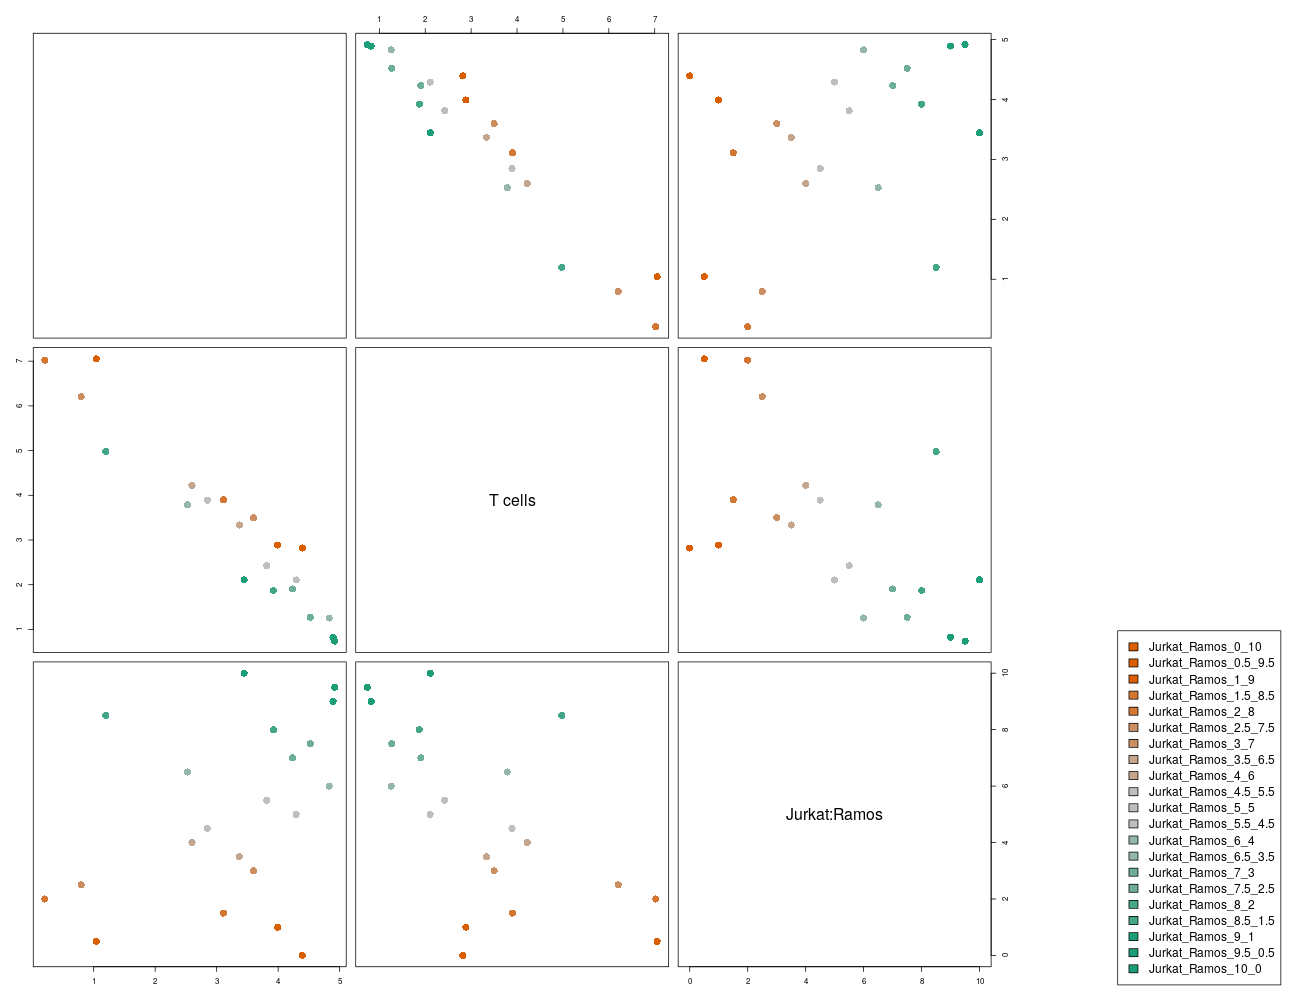 1 2 3 4 5 6 7
5
4
3
2
1
7
6
5
4
3
2
1
T cells
10
8
6
4
2
0
Jurkat:Ramos
1 2 3 4 5
0 2 4 6 8 10
Jurkat_Ramos_0_10
Jurkat_Ramos_0.5_9.5
Jurkat_Ramos_1_9
Jurkat_Ramos_1.5_8.5
Jurkat_Ramos_2_8
Jurkat_Ramos_2.5_7.5
Jurkat_Ramos_3_7
Jurkat_Ramos_3.5_6.5
Jurkat_Ramos_4_6
Jurkat_Ramos_4.5_5.5
Jurkat_Ramos_5_5
Jurkat_Ramos_5.5_4.5
Jurkat_Ramos_6_4
Jurkat_Ramos_6.5_3.5
Jurkat_Ramos_7_3
Jurkat_Ramos_7.5_2.5
Jurkat_Ramos_8_2
Jurkat_Ramos_8.5_1.5
Jurkat_Ramos_9_1
Jurkat_Ramos_9.5_0.5
Jurkat_Ramos_10_0